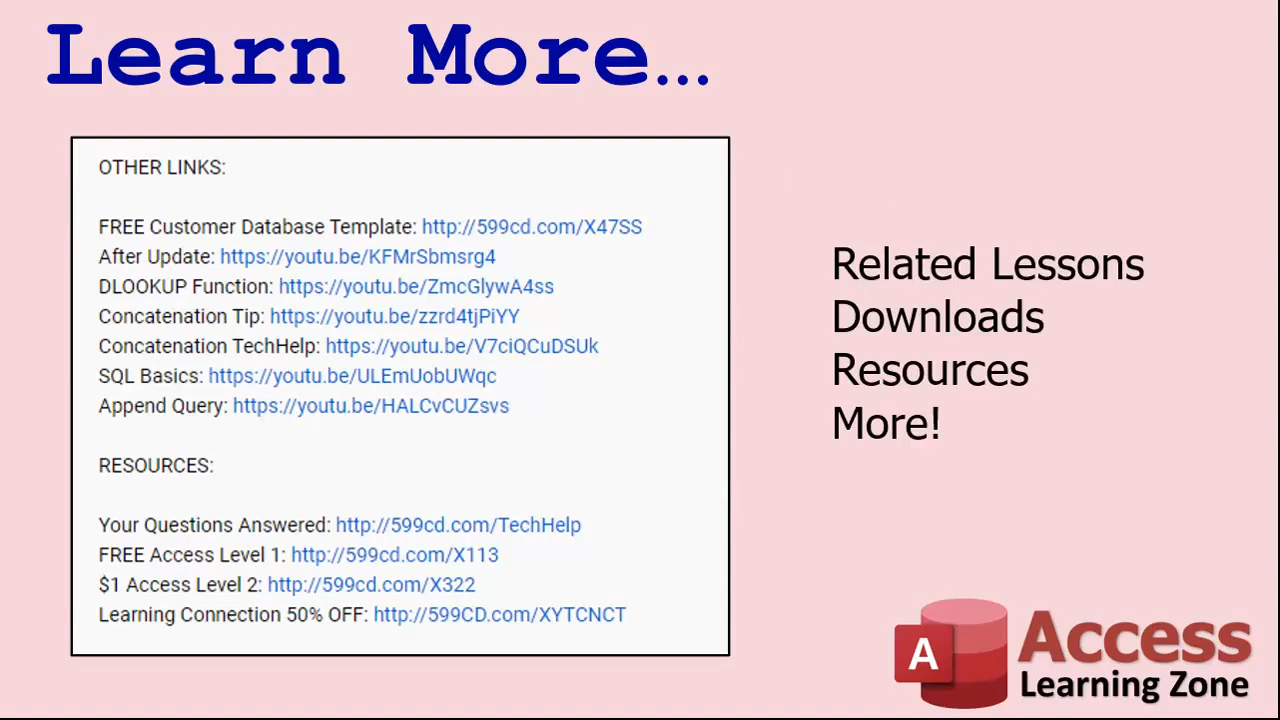 Learn More...
OTHER LINKS:
FREE Customer Database Template: http://599cd.com/X47SS
After Update: https://youtu.be/KFMrSbmsrg4
DLOOKUP Function: https://youtu.be/ZmcGlywA4ss
Concatenation Tip: https://youtu.be/zzrd4tjPiYY
Concatenation TechHelp: https://youtu.be/V7ciQCuDSUk
SQL Basics: https://youtu.be/ULEmUobUWqc
Append Query: https://youtu.be/HALCvCUZsvs
RESOURCES:
Your Questions Answered: http://599cd.com/TechHelp
FREE Access Level 1: http://599cd.com/X113
$1 Access Level 2: http://599cd.com/X322
Learning Connection 50% OFF: http://599CD.com/XYTCNCT
Related Lessons
Downloads
Resources
More!
A
Access
Learning Zone